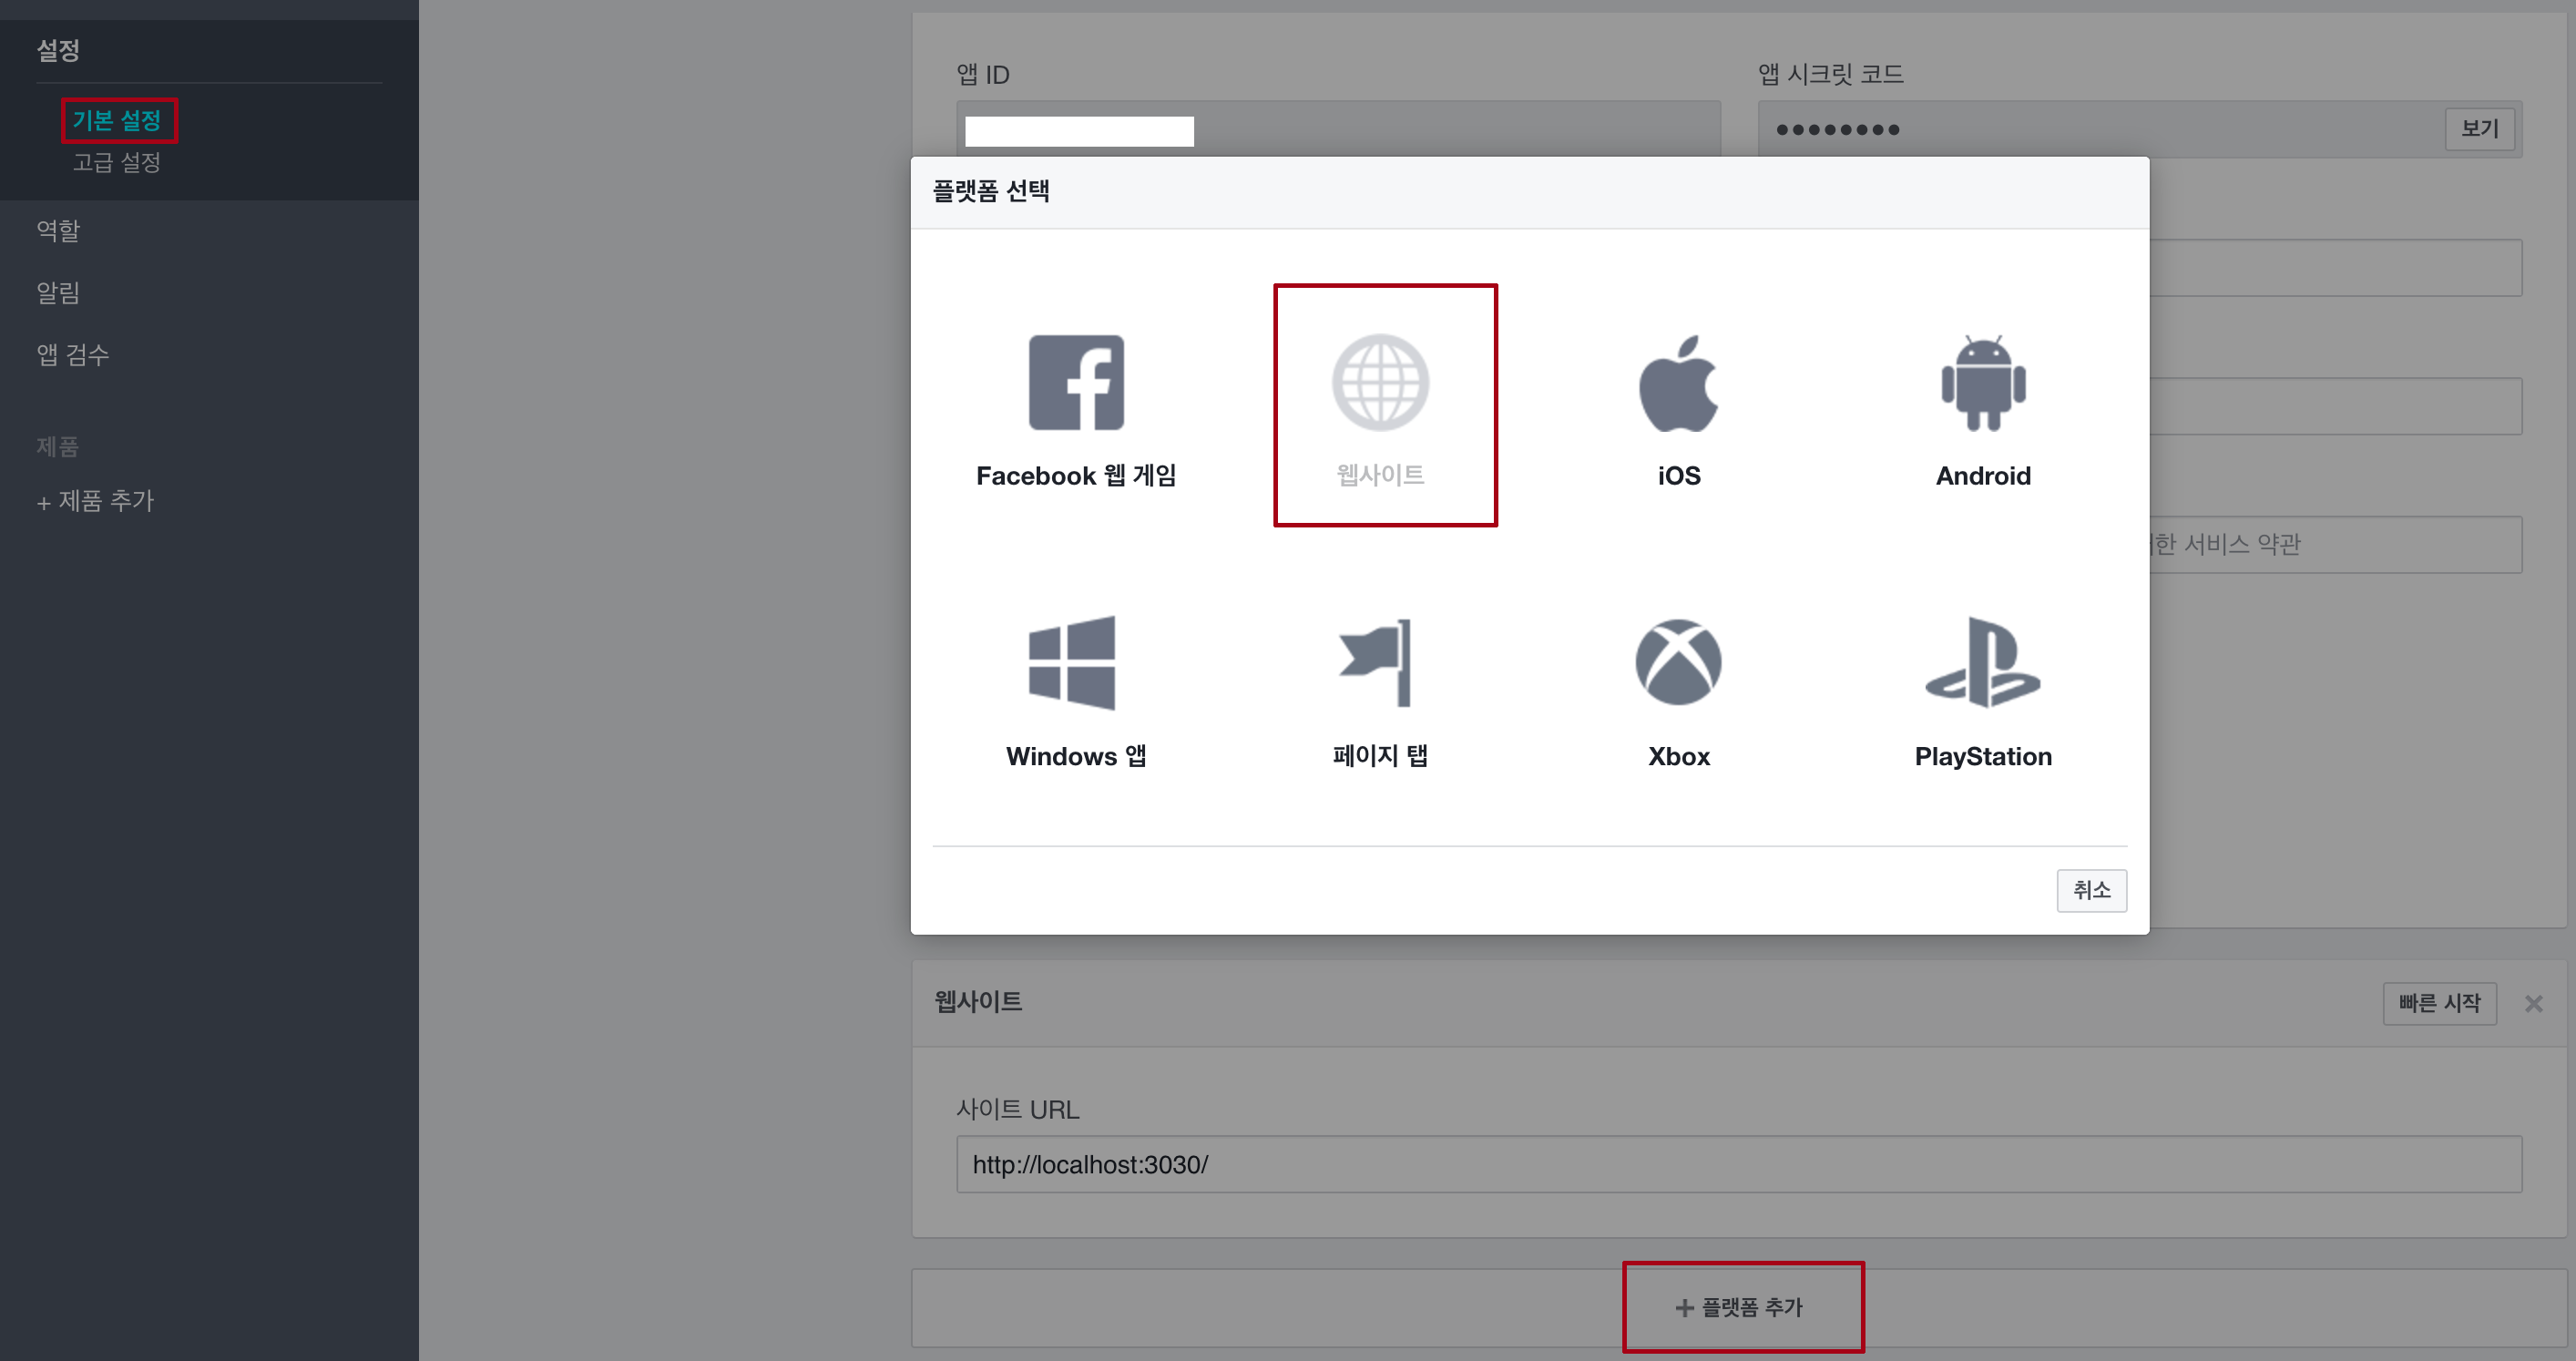 설정
기본 설정
고급 설정
역할
알림
앱 검수
제품
+ 제품 추가
앱 ID
앱 시크릿 코드
●●●●●●●●
보기
플랫폼 선택
Facebook 웹 게임
웹사이트
iOS
Android
Windows 앱
페이지 탭
Xbox
PlayStation
취소
서비스 약관
웹사이트
빠른 시작
사이트 URL
http://localhost:3030/
+ 플랫폼 추가